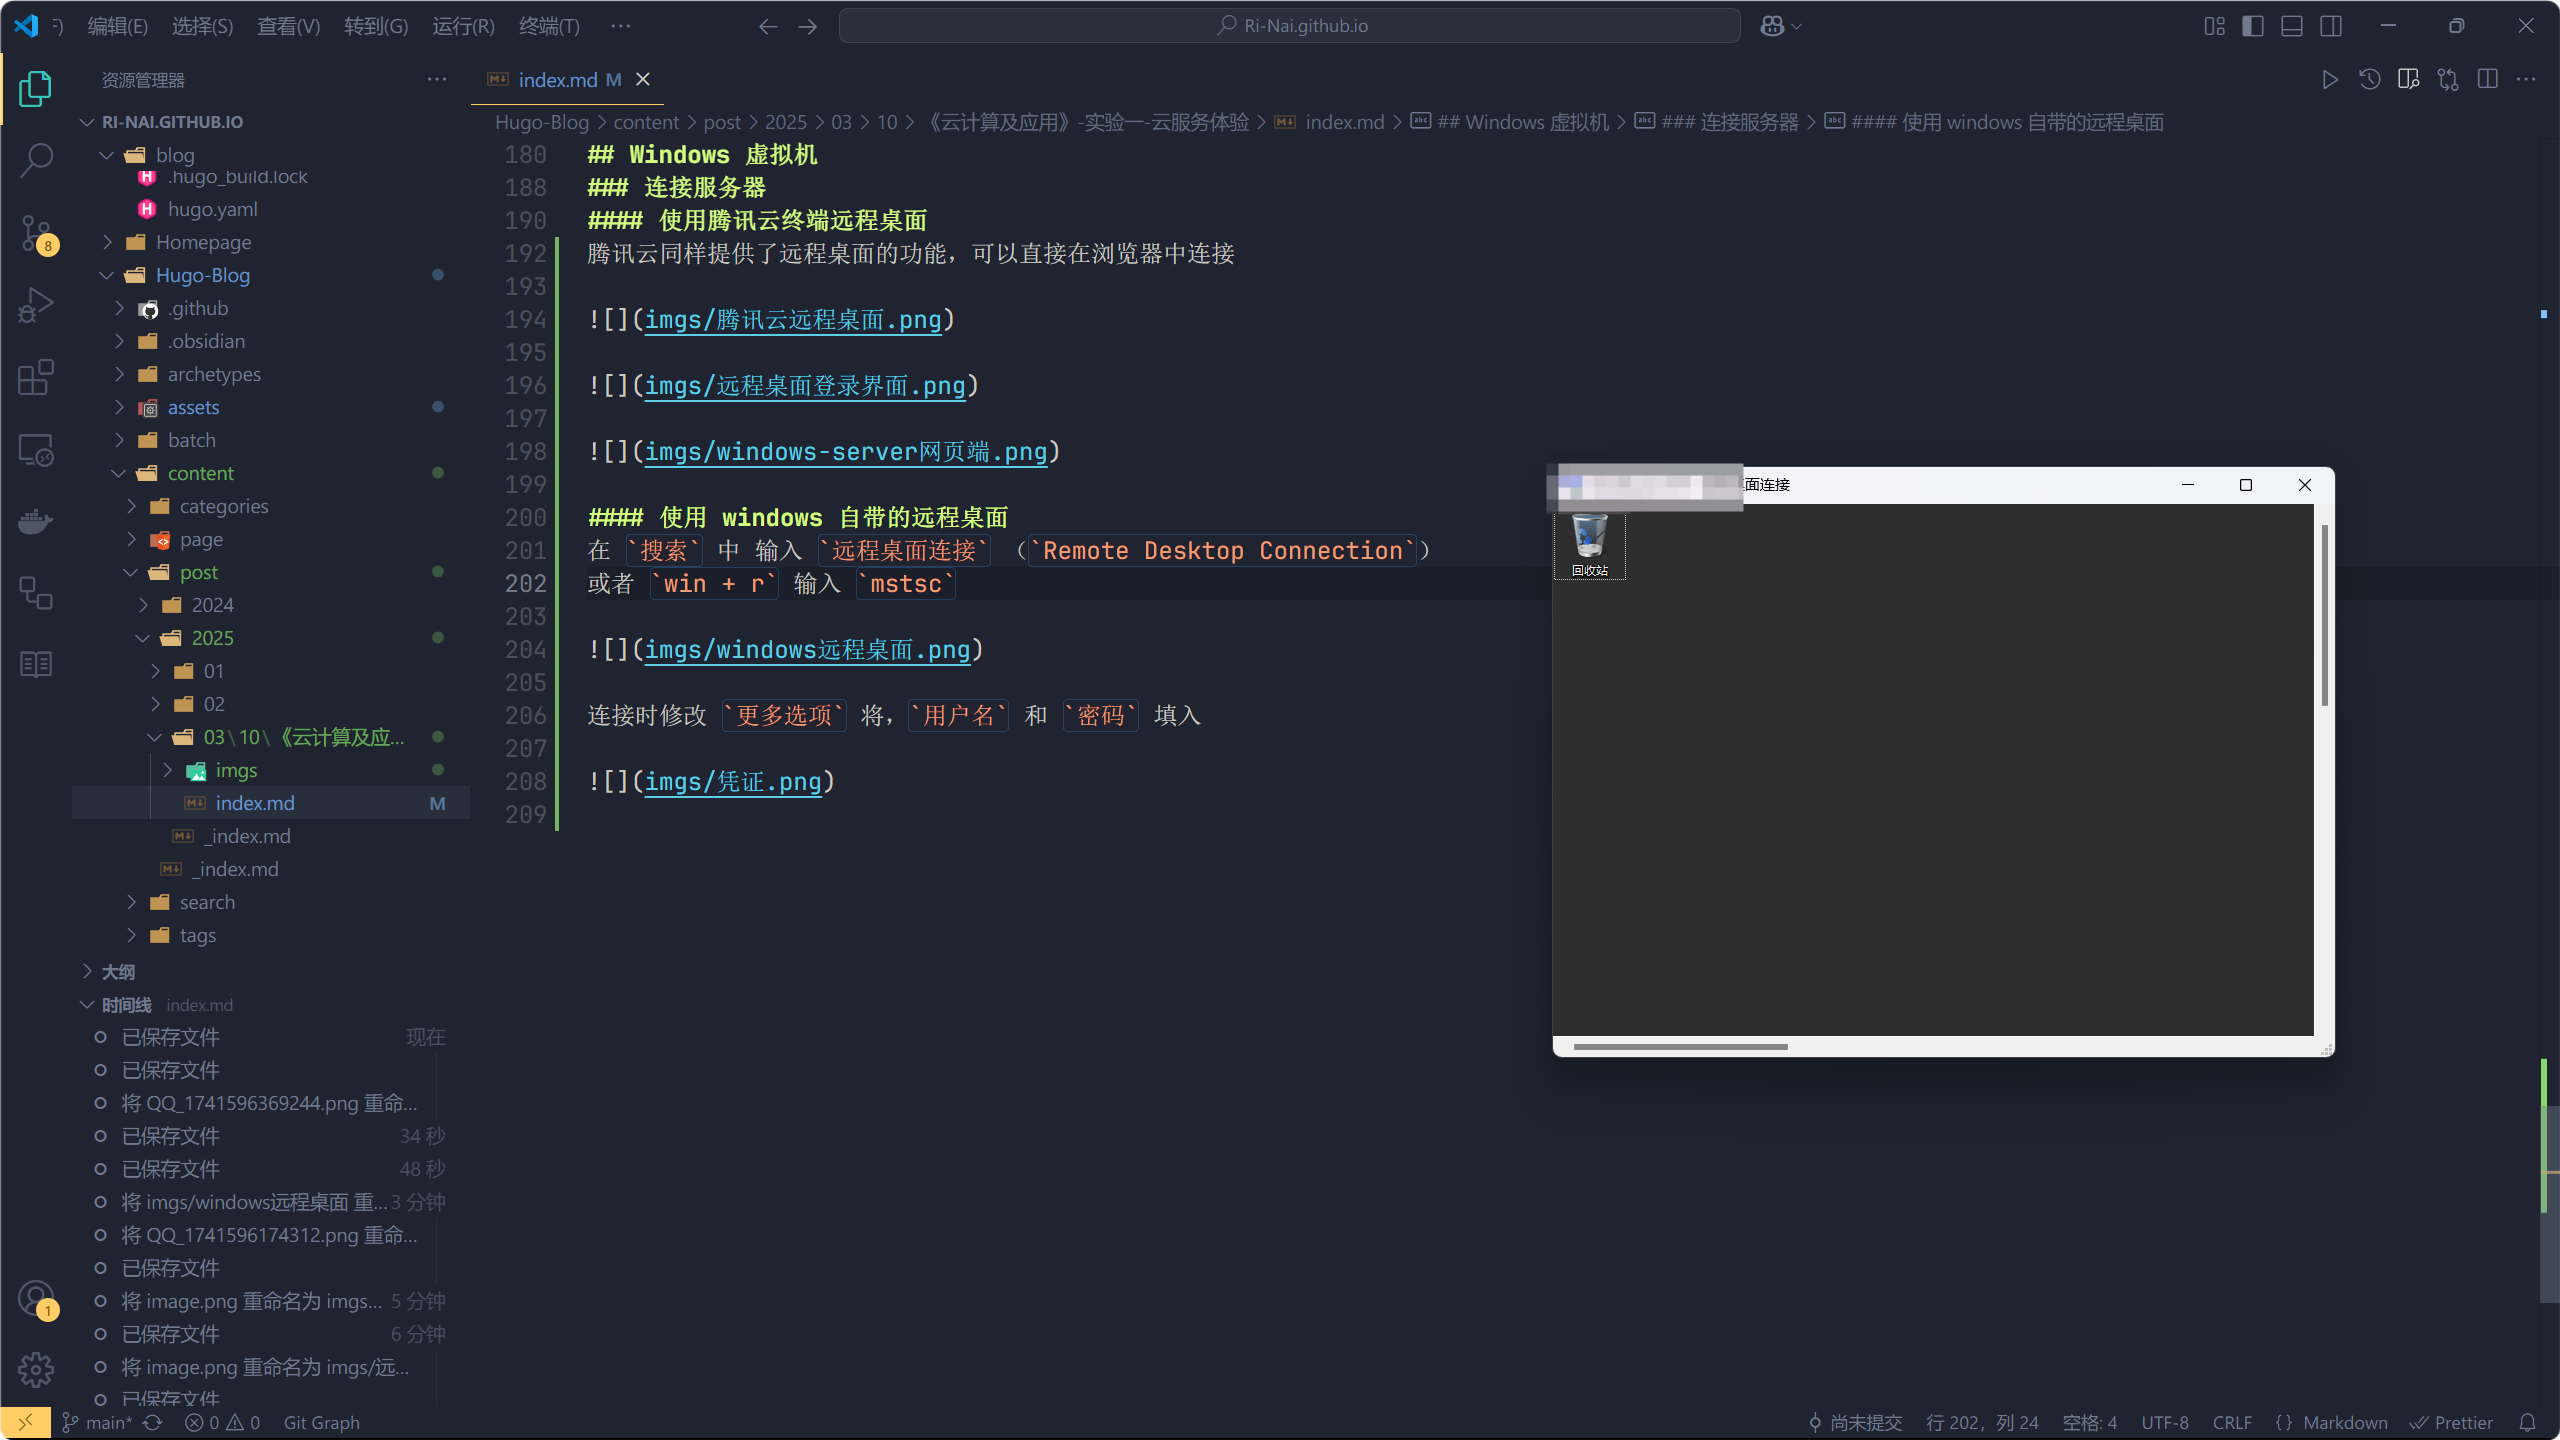 编辑(E) 选择(S) 查看(V) 转到(G) 运行(R) 终端(T) ···
Ri-Nai.github.io
资源管理器
RI-NAI.GITHUB.IO
blog
.hugo_build.lock
hugo.yaml
Homepage
Hugo-Blog
.github
.obsidian
archetypes
assets
batch
content
categories
page
post
2024
2025
01
02
03\10\《云计算及应...
imgs
index.md M
_index.md
_index.md
search
tags
大纲
时间线 index.md
已保存文件 现在
已保存文件
将 QQ_1741596369244.png 重命...
已保存文件 34 秒
已保存文件 48 秒
将 imgs/windows远程桌面 重... 3 分钟
将 QQ_1741596174312.png 重命...
已保存文件
将 image.png 重命名为 imgs... 5 分钟
已保存文件 6 分钟
将 image.png 重命名为 imgs/远...
已保存文件
8
1
index.md M
Hugo-Blog > content > post > 2025 > 03 > 10 > 《云计算及应用》-实验一-云服务体验 > index.md > ## Windows 虚拟机 > ### 连接服务器 > #### 使用 windows 自带的远程桌面
180 ## Windows 虚拟机
188 ### 连接服务器
190 #### 使用腾讯云终端远程桌面
192 腾讯云同样提供了远程桌面的功能，可以直接在浏览器中连接
193
194 ![](imgs/腾讯云远程桌面.png)
195
196 ![](imgs/远程桌面登录界面.png)
197
198 ![](imgs/windows-server网页端.png)
199
200 #### 使用 windows 自带的远程桌面
201 在 `搜索` 中 输入 `远程桌面连接` （`Remote Desktop Connection`）
202 或者 `win + r` 输入 `mstsc`
203
204 ![](imgs/windows远程桌面.png)
205
206 连接时修改 `更多选项` 将，`用户名` 和 `密码` 填入
207
208 ![](imgs/凭证.png)
209
面连接
回收站
main* 0 0 Git Graph
尚未提交 行 202，列 24 空格: 4 UTF-8 CRLF {} Markdown Prettier